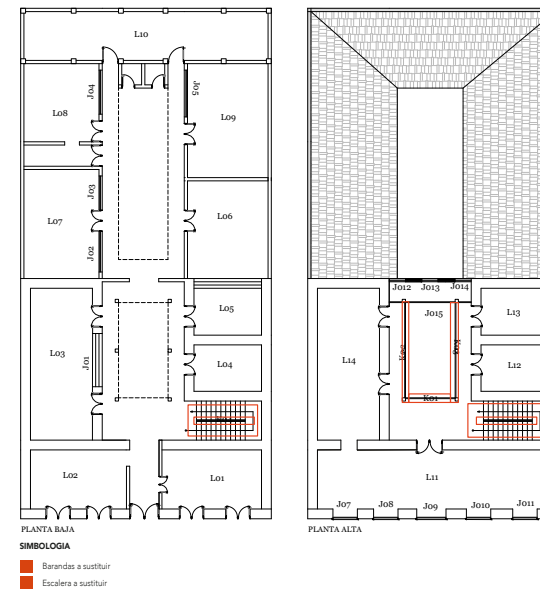 L10
J04
J05
L08
L09
J03
L07
L06
J02
L05
L03
J01
L04
L02
L01
PLANTA BAJA
J012 J013 J014
J015
L13
L14
L12
K01
L11
J07 J08 J09 J010 J011
PLANTA ALTA
SIMBOLOGIA
Barandas a sustituir
Escalera a sustituir